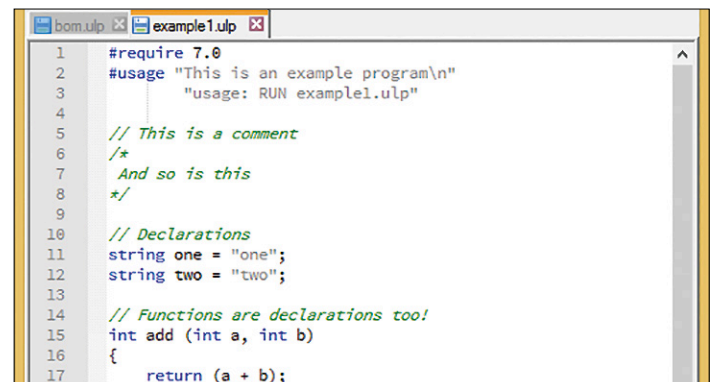 bom.ulp example1.ulp
1 #require 7.0
2 #usage "This is an example program\n"
3 "usage: RUN example1.ulp"
4
5 // This is a comment
6 /*
7 And so is this
8 */
9
10 // Declarations
11 string one = "one";
12 string two = "two";
13
14 // Functions are declarations too!
15 int add (int a, int b)
16 {
17 return (a + b);